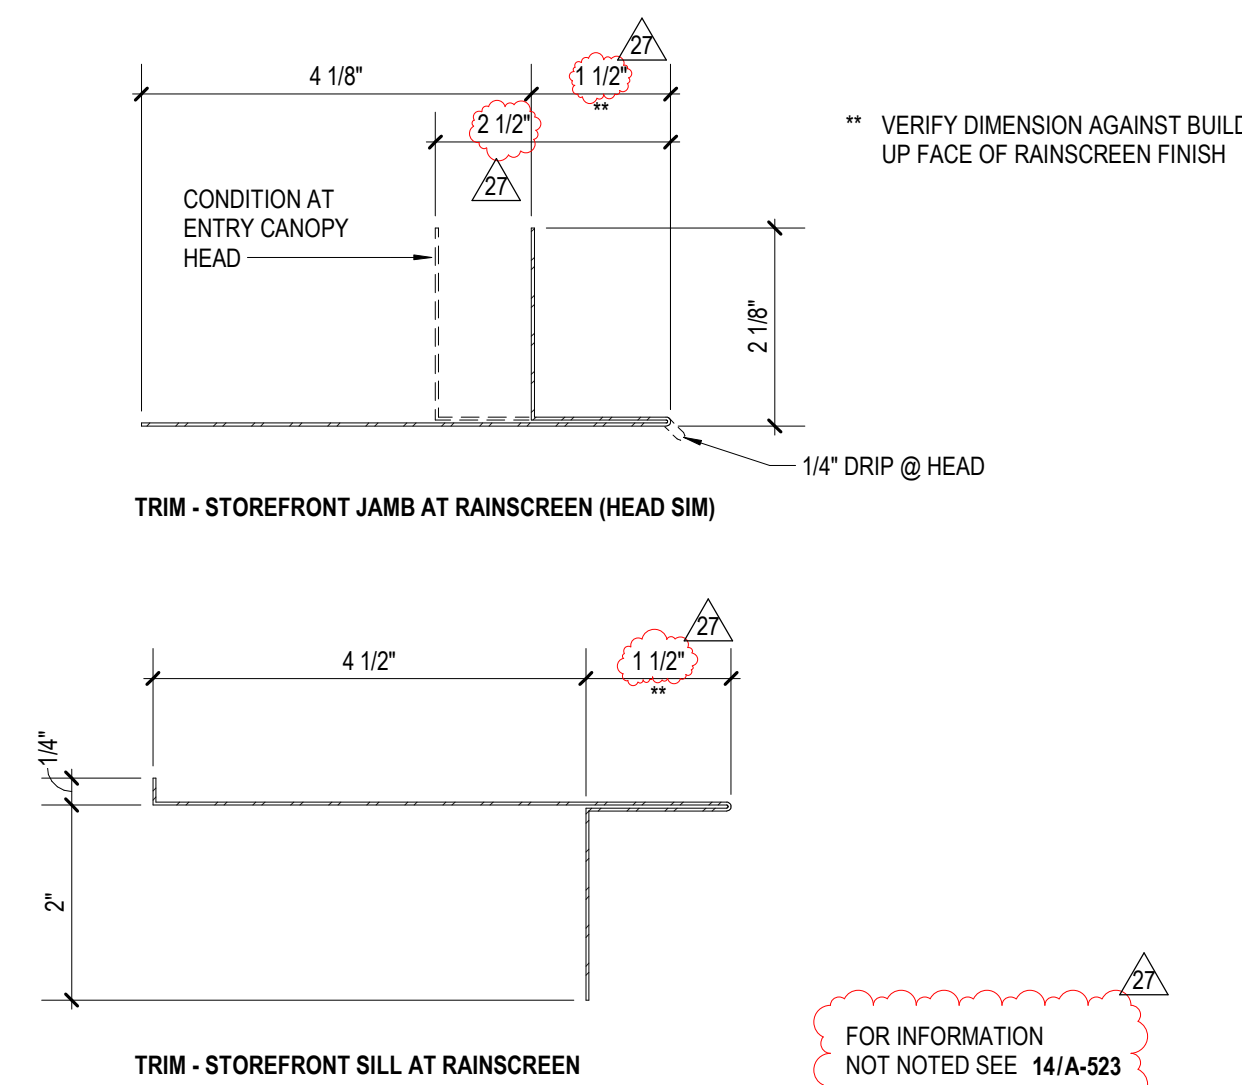 27
4 1/8"
1 1/2"
**
2 1/2"
27
** VERIFY DIMENSION AGAINST BUILD
UP FACE OF RAINSCREEN FINISH
CONDITION AT
ENTRY CANOPY
HEAD
2 1/8"
1/4" DRIP @ HEAD
TRIM - STOREFRONT JAMB AT RAINSCREEN (HEAD SIM)
27
4 1/2"
1 1/2"
**
1/4"
2"
27
FOR INFORMATION
NOT NOTED SEE 14/A-523
TRIM - STOREFRONT SILL AT RAINSCREEN